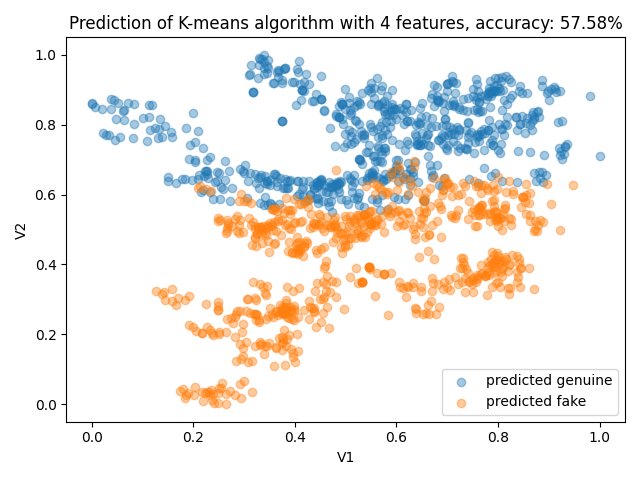 Prediction of K-means algorithm with 4 features, accuracy: 57.58%
V2
1.0
0.8
0.6
0.4
0.2
0.0
predicted genuine
predicted fake
0.0 0.2 0.4 0.6 0.8 1.0
V1